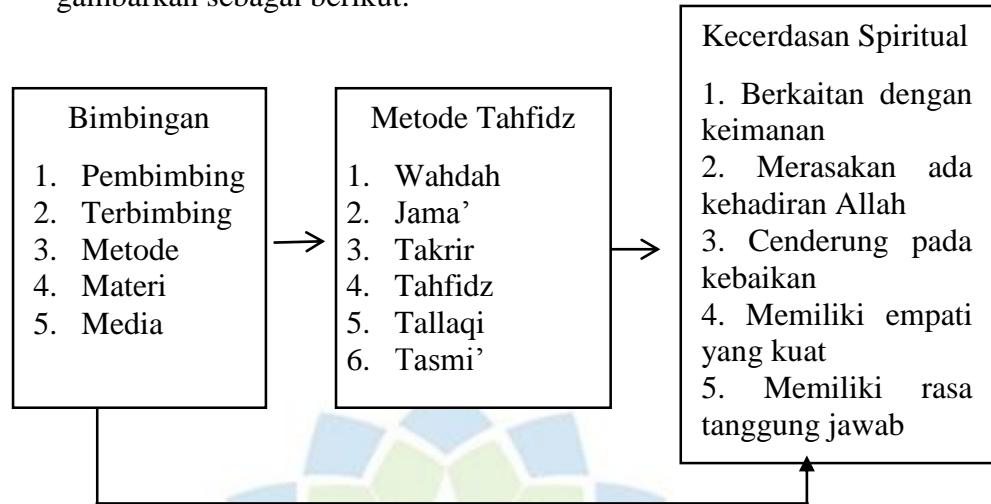 gambarkan sebagai berikut:
Bimbingan
1. Pembimbing
2. Terbimbing
3. Metode
4. Materi
5. Media
Metode Tahfidz
1. Wahdah
2. Jama’
3. Takrir
4. Tahfidz
5. Tallaqi
6. Tasmi’
Kecerdasan Spiritual
1. Berkaitan dengan
keimanan
2. Merasakan ada
kehadiran Allah
3. Cenderung pada
kebaikan
4. Memiliki empati
yang kuat
5. Memiliki rasa
tanggung jawab